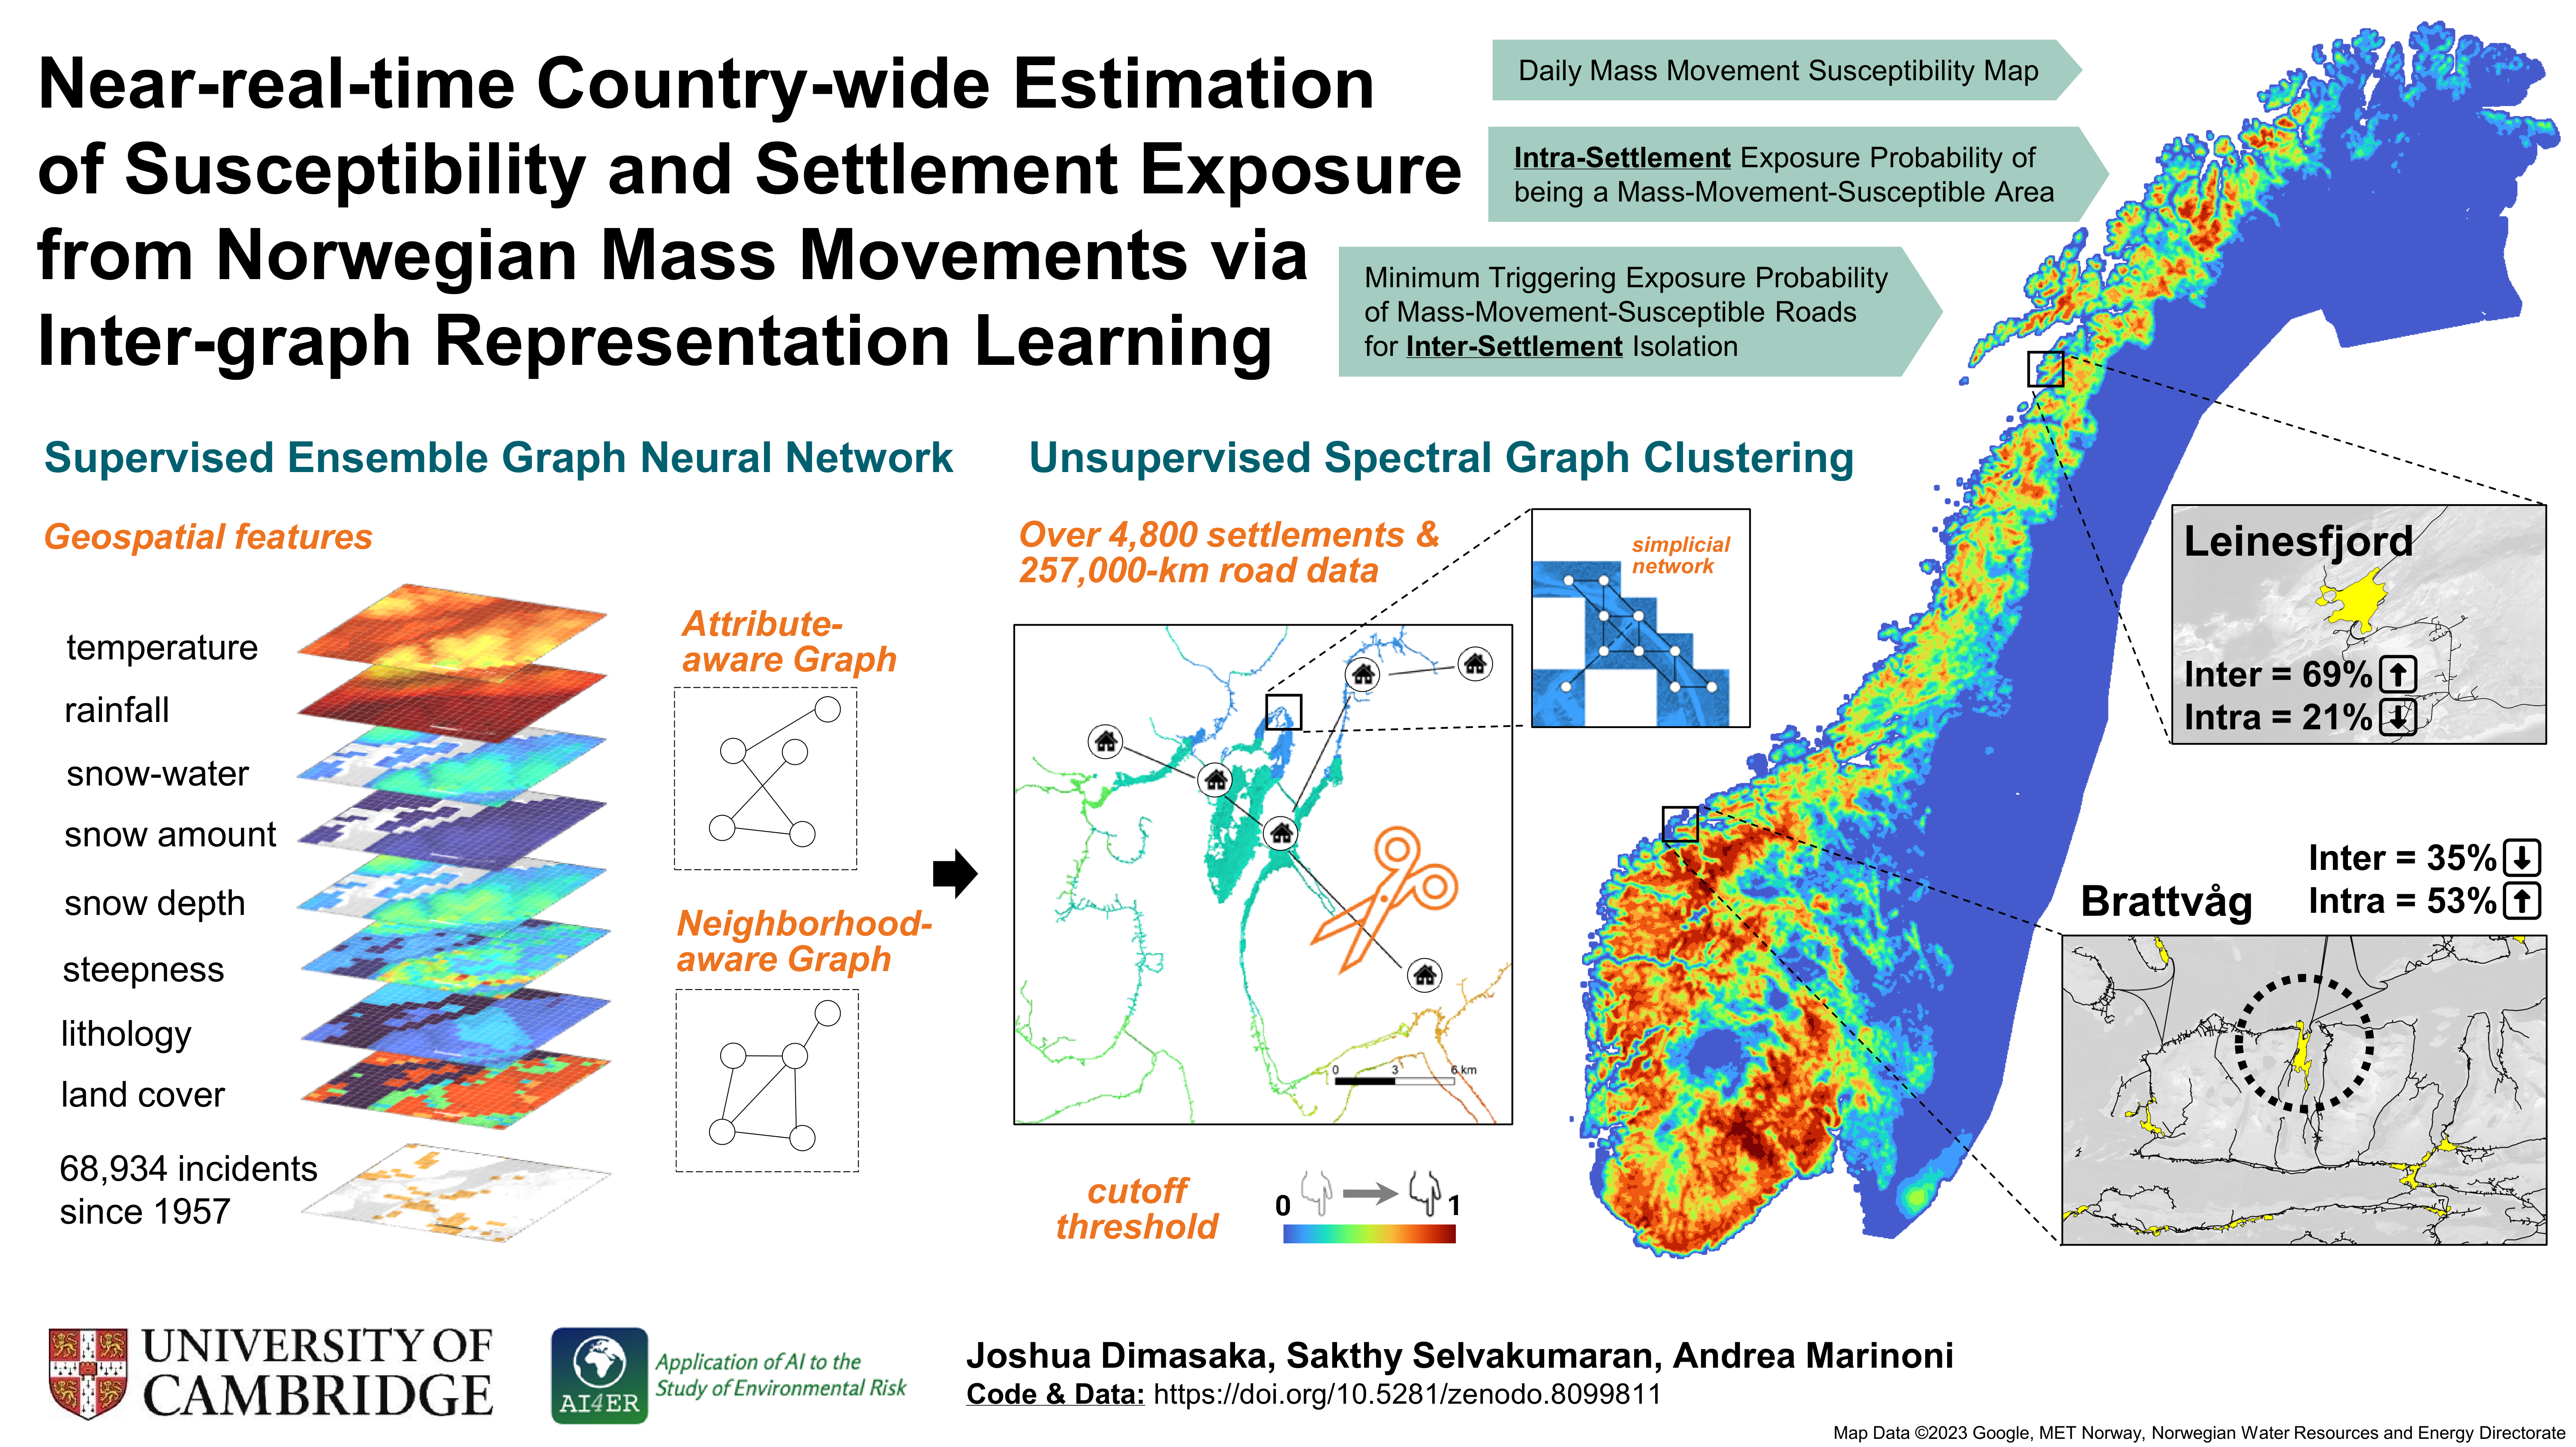 Near-real-time Country-wide Estimation
of Susceptibility and Settlement Exposure
from Norwegian Mass Movements via
Inter-graph Representation Learning
Daily Mass Movement Susceptibility Map
Intra-Settlement Exposure Probability of
being a Mass-Movement-Susceptible Area
Minimum Triggering Exposure Probability
of Mass-Movement-Susceptible Roads
for Inter-Settlement Isolation
Supervised Ensemble Graph Neural Network
Geospatial features
temperature
rainfall
snow-water
snow amount
snow depth
steepness
lithology
land cover
68,934 incidents
since 1957
Attribute-
aware Graph
Neighborhood-
aware Graph
Unsupervised Spectral Graph Clustering
Over 4,800 settlements &
257,000-km road data
simplicial
network
0 3 6 km
cutoff
threshold
0 1
Leinesfjord
Inter = 69%
Intra = 21%
Inter = 35%
Intra = 53%
Brattvåg
UNIVERSITY OF
CAMBRIDGE
AI4ER
Application of AI to the
Study of Environmental Risk
Joshua Dimasaka, Sakthy Selvakumaran, Andrea Marinoni
Code & Data: https://doi.org/10.5281/zenodo.8099811
Map Data ©2023 Google, MET Norway, Norwegian Water Resources and Energy Directorate